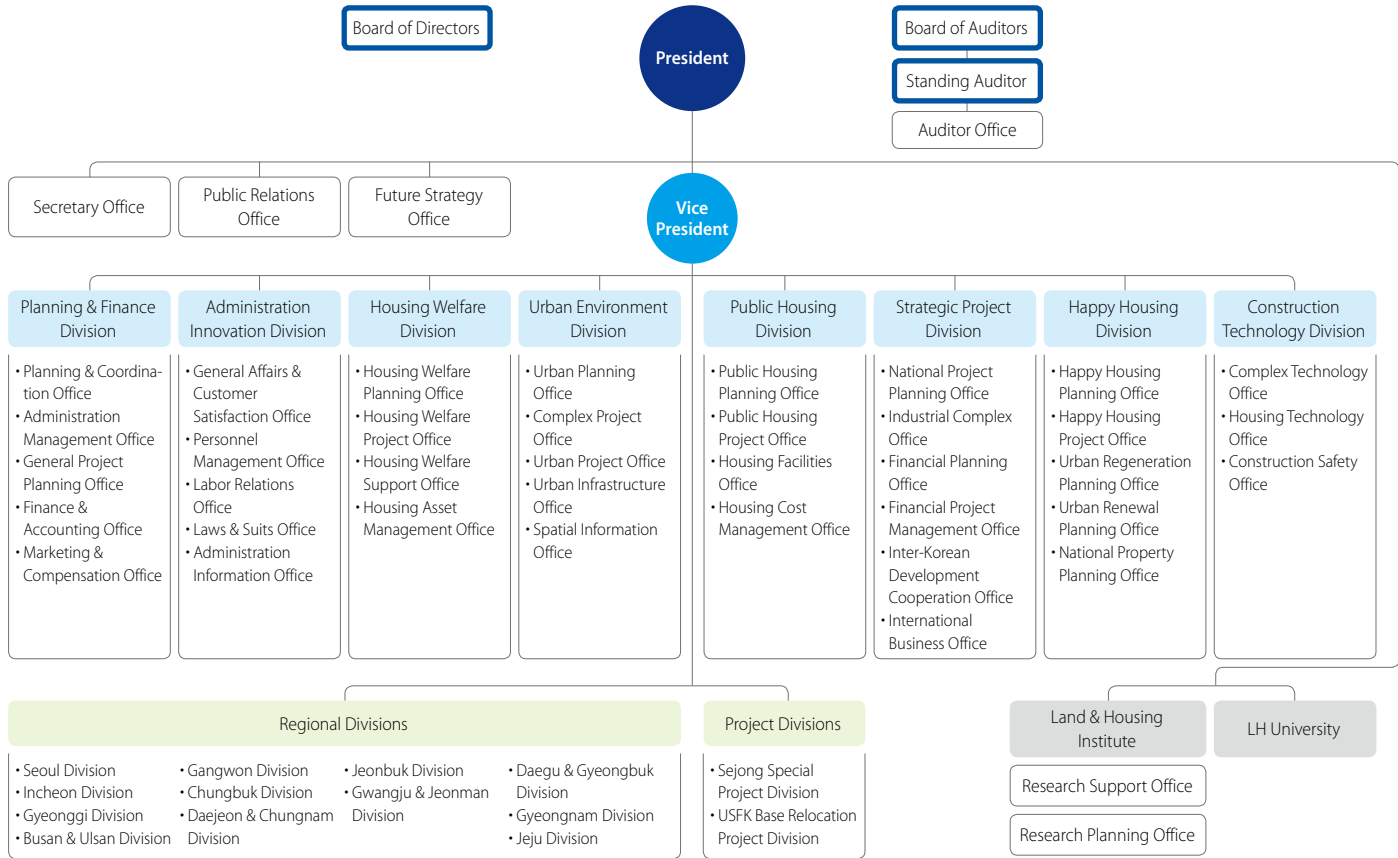 Board of Directors
President
Board of Auditors
Standing Auditor
Auditor Office
Secretary Office
Public Relations
Office
Future Strategy
Office
Vice
President
Planning & Finance
Division
• Planning & Coordina-
tion Office
• Administration
Management Office
• General Project
Planning Office
• Finance &
Accounting Office
• Marketing &
Compensation Office
Administration
Innovation Division
• General Affairs &
Customer
Satisfaction Office
• Personnel
Management Office
• Labor Relations
Office
• Laws & Suits Office
• Administration
Information Office
Housing Welfare
Division
• Housing Welfare
Planning Office
• Housing Welfare
Project Office
• Housing Welfare
Support Office
• Housing Asset
Management Office
Urban Environment
Division
• Urban Planning
Office
• Complex Project
Office
• Urban Project Office
• Urban Infrastructure
Office
• Spatial Information
Office
Public Housing
Division
• Public Housing
Planning Office
• Public Housing
Project Office
• Housing Facilities
Office
• Housing Cost
Management Office
Strategic Project
Division
• National Project
Planning Office
• Industrial Complex
Office
• Financial Planning
Office
• Financial Project
Management Office
• Inter-Korean
Development
Cooperation Office
• International
Business Office
Happy Housing
Division
• Happy Housing
Planning Office
• Happy Housing
Project Office
• Urban Regeneration
Planning Office
• Urban Renewal
Planning Office
• National Property
Planning Office
Construction
Technology Division
• Complex Technology
Office
• Housing Technology
Office
• Construction Safety
Office
Regional Divisions
• Seoul Division
• Incheon Division
• Gyeonggi Division
• Busan & Ulsan Division
• Gangwon Division
• Chungbuk Division
• Daejeon & Chungnam
Division
• Jeonbuk Division
• Gwangju & Jeonman
Division
• Daegu & Gyeongbuk
Division
• Gyeongnam Division
• Jeju Division
Project Divisions
• Sejong Special
Project Division
• USFK Base Relocation
Project Division
Land & Housing
Institute
Research Support Office
Research Planning Office
LH University